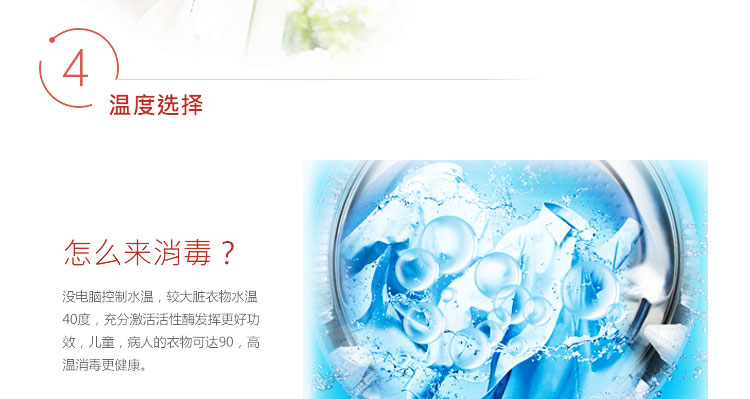 4
温度选择
怎么来消毒？
没电脑控制水温，较大脏衣物水温
40度，充分激活活性酶发挥更好功
效，儿童，病人的衣物可达90，高
温消毒更健康。